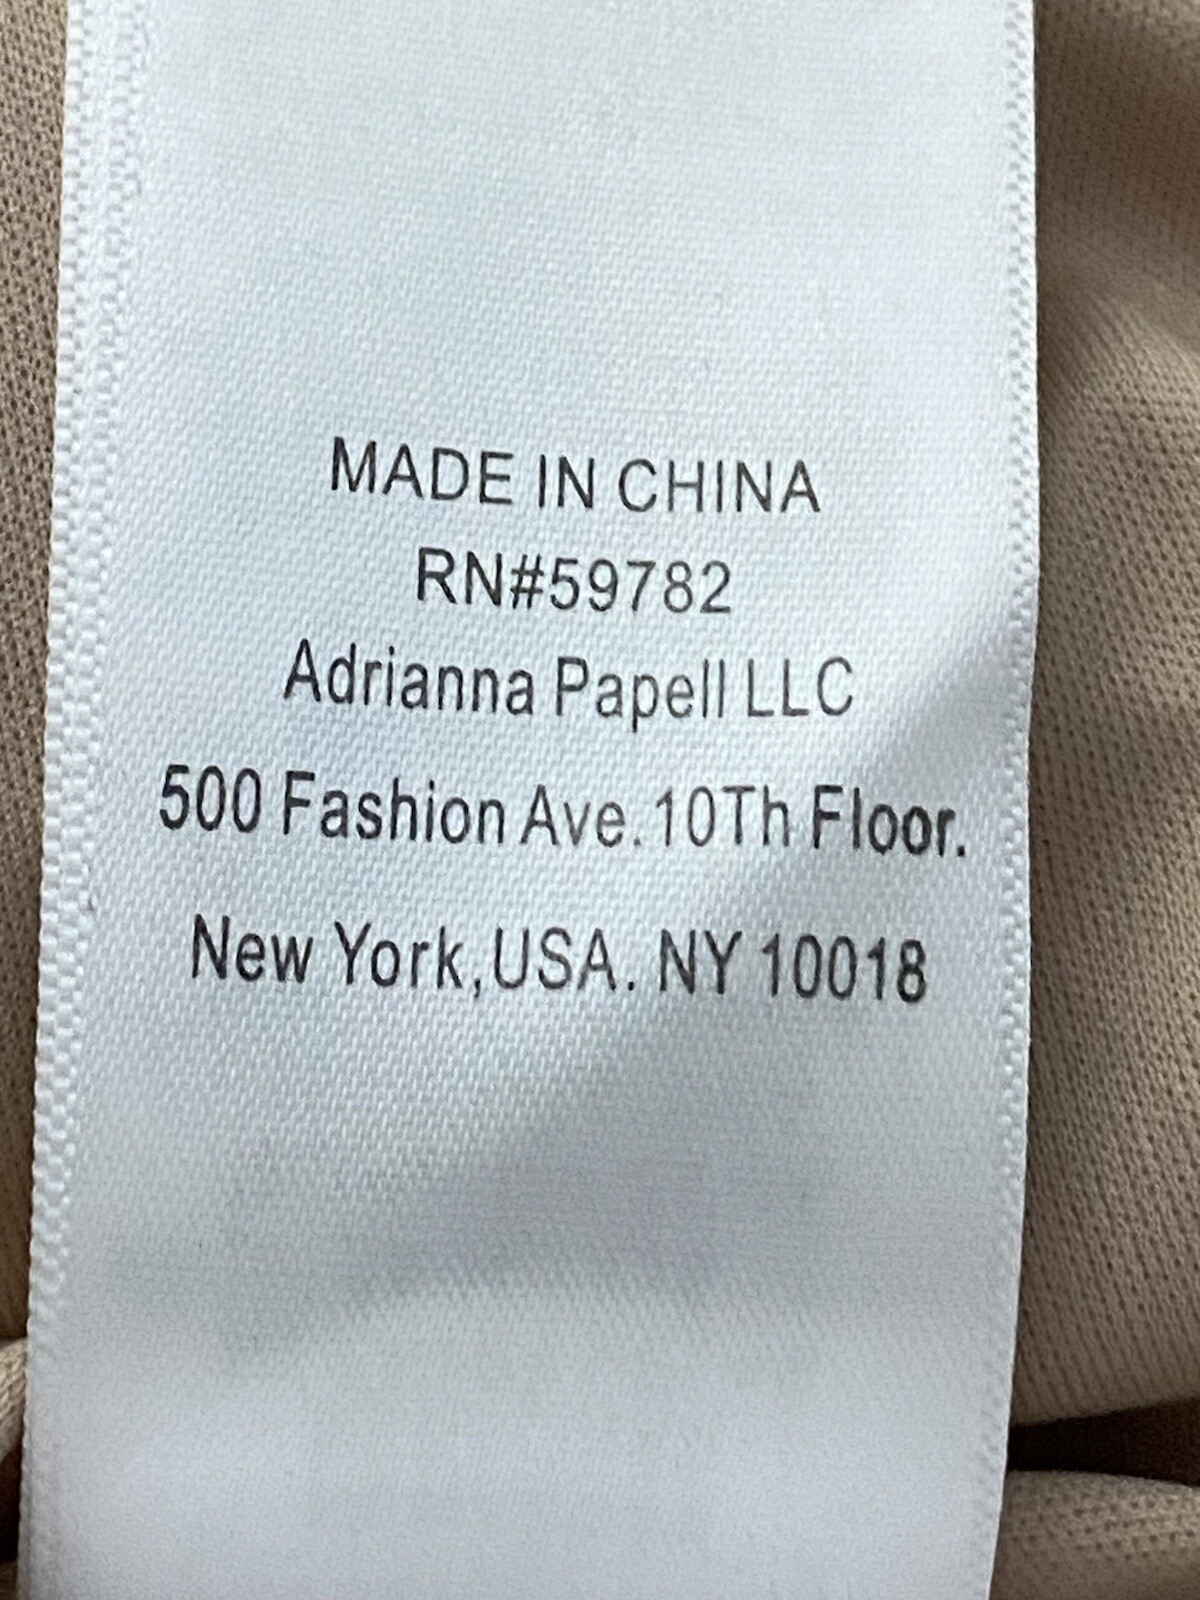 MADE IN CHINA
RN#59782
Adrianna Papell LLC
500 Fashion Ave.10Th Floor.
New York,USA. NY 10018